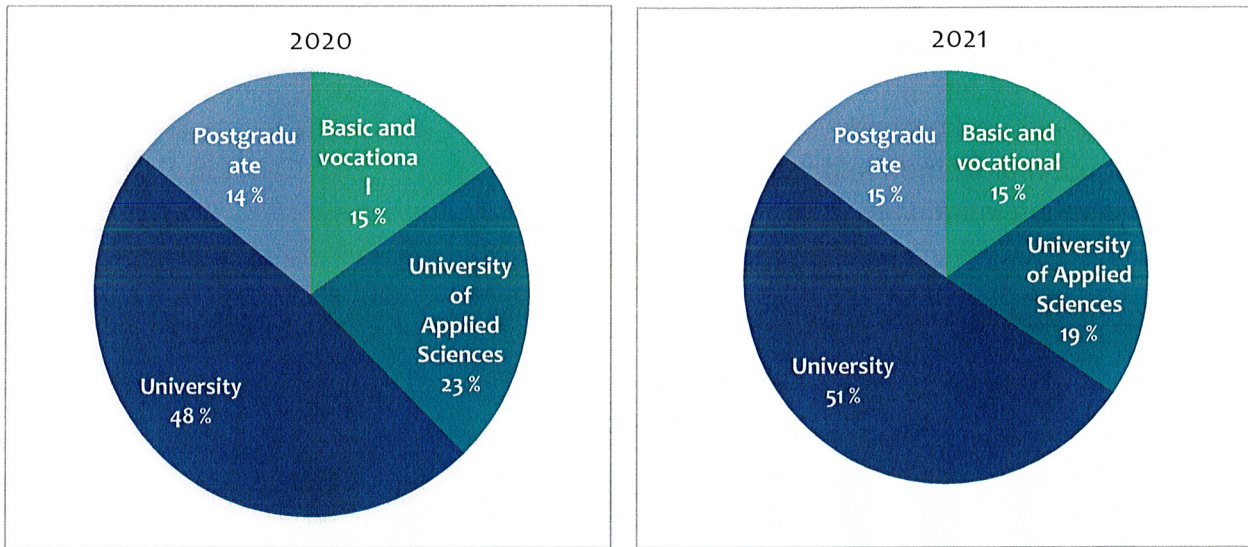 2020
Postgradu
ate
14 %
Basic and
vocationa
l
15 %
University
of
Applied
Sciences
23 %
University
48 %
2021
Postgradu
ate
15 %
Basic and
vocational
15 %
University
of Applied
Sciences
19 %
University
51 %